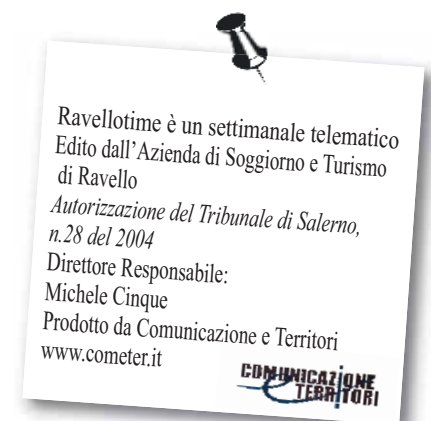 Ravellotime è un settimanale telematico
Edito dall'Azienda di Soggiorno e Turismo
di Ravello
Autorizzazione del Tribunale di Salerno,
n.28 del 2004
Direttore Responsabile:
Michele Cinque
Prodotto da Comunicazione e Territori
www.cometer.it
COMUNICAZIONE
e TERRITORI